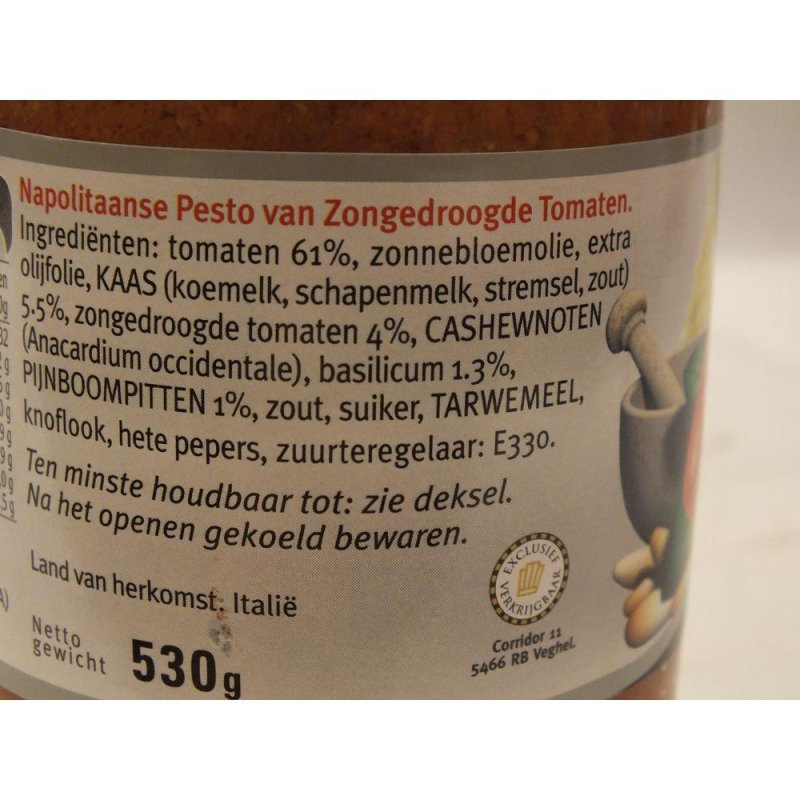 Napolitaanse Pesto van Zongedroogde Tomaten.
Ingrediënten: tomaten 61%, zonnebloemolie, extra
olijfolie, KAAS (koemelk, schapenmelk, stremsel, zout)
5.5%, zongedroogde tomaten 4%, CASHEWNOTEN
(Anacardium occidentale), basilicum 1.3%,
PIJNBOOMPITTEN 1%, zout, suiker, TARWEMEEL,
knoflook, hete pepers, zuurteregelaar: E330.
Ten minste houdbaar tot: zie deksel.
Na het openen gekoeld bewaren.
Land van herkomst: Italië
Netto
gewicht 530g
EXCLUSIEF
VERKRIJGBAAR
Corridor 11
5466 RB Veghel.